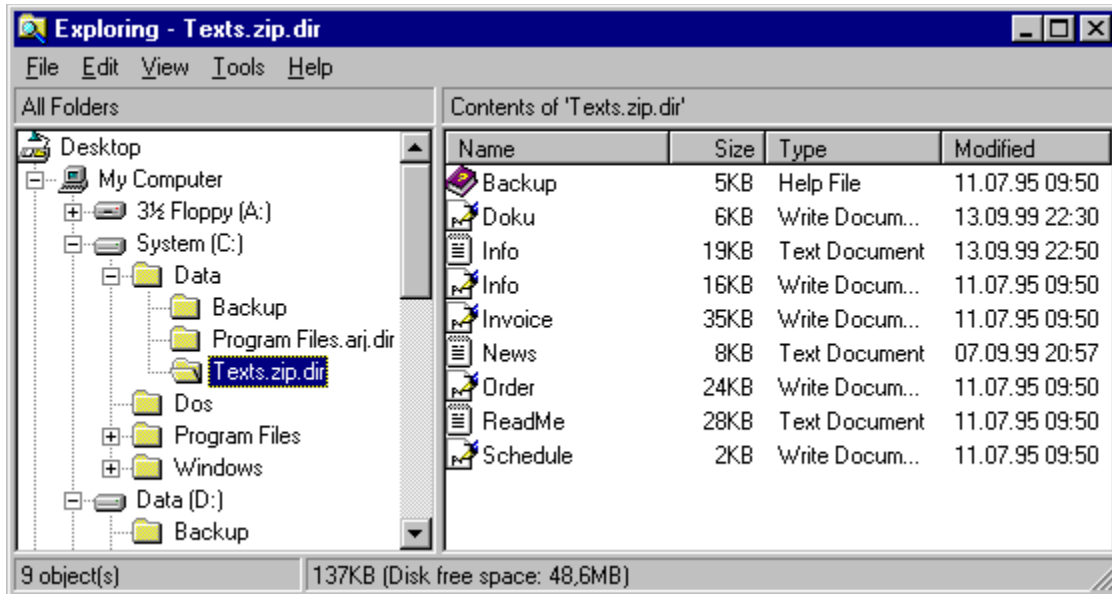 Exploring - Texts.zip.dir
File Edit View Tools Help
All Folders
Contents of 'Texts.zip.dir'
Desktop
My Computer
3½ Floppy (A:)
System (C:)
Data
Backup
Program Files.arj.dir
Texts.zip.dir
Dos
Program Files
Windows
Data (D:)
Backup
Name Size Type Modified
Backup 5KB Help File 11.07.95 09:50
Doku 6KB Write Docum... 13.09.99 22:30
Info 19KB Text Document 13.09.99 22:50
Info 16KB Write Docum... 11.07.95 09:50
Invoice 35KB Write Docum... 11.07.95 09:50
News 8KB Text Document 07.09.99 20:57
Order 24KB Write Docum... 11.07.95 09:50
ReadMe 28KB Text Document 11.07.95 09:50
Schedule 2KB Write Docum... 11.07.95 09:50
9 object(s)
137KB (Disk free space: 48,6MB)